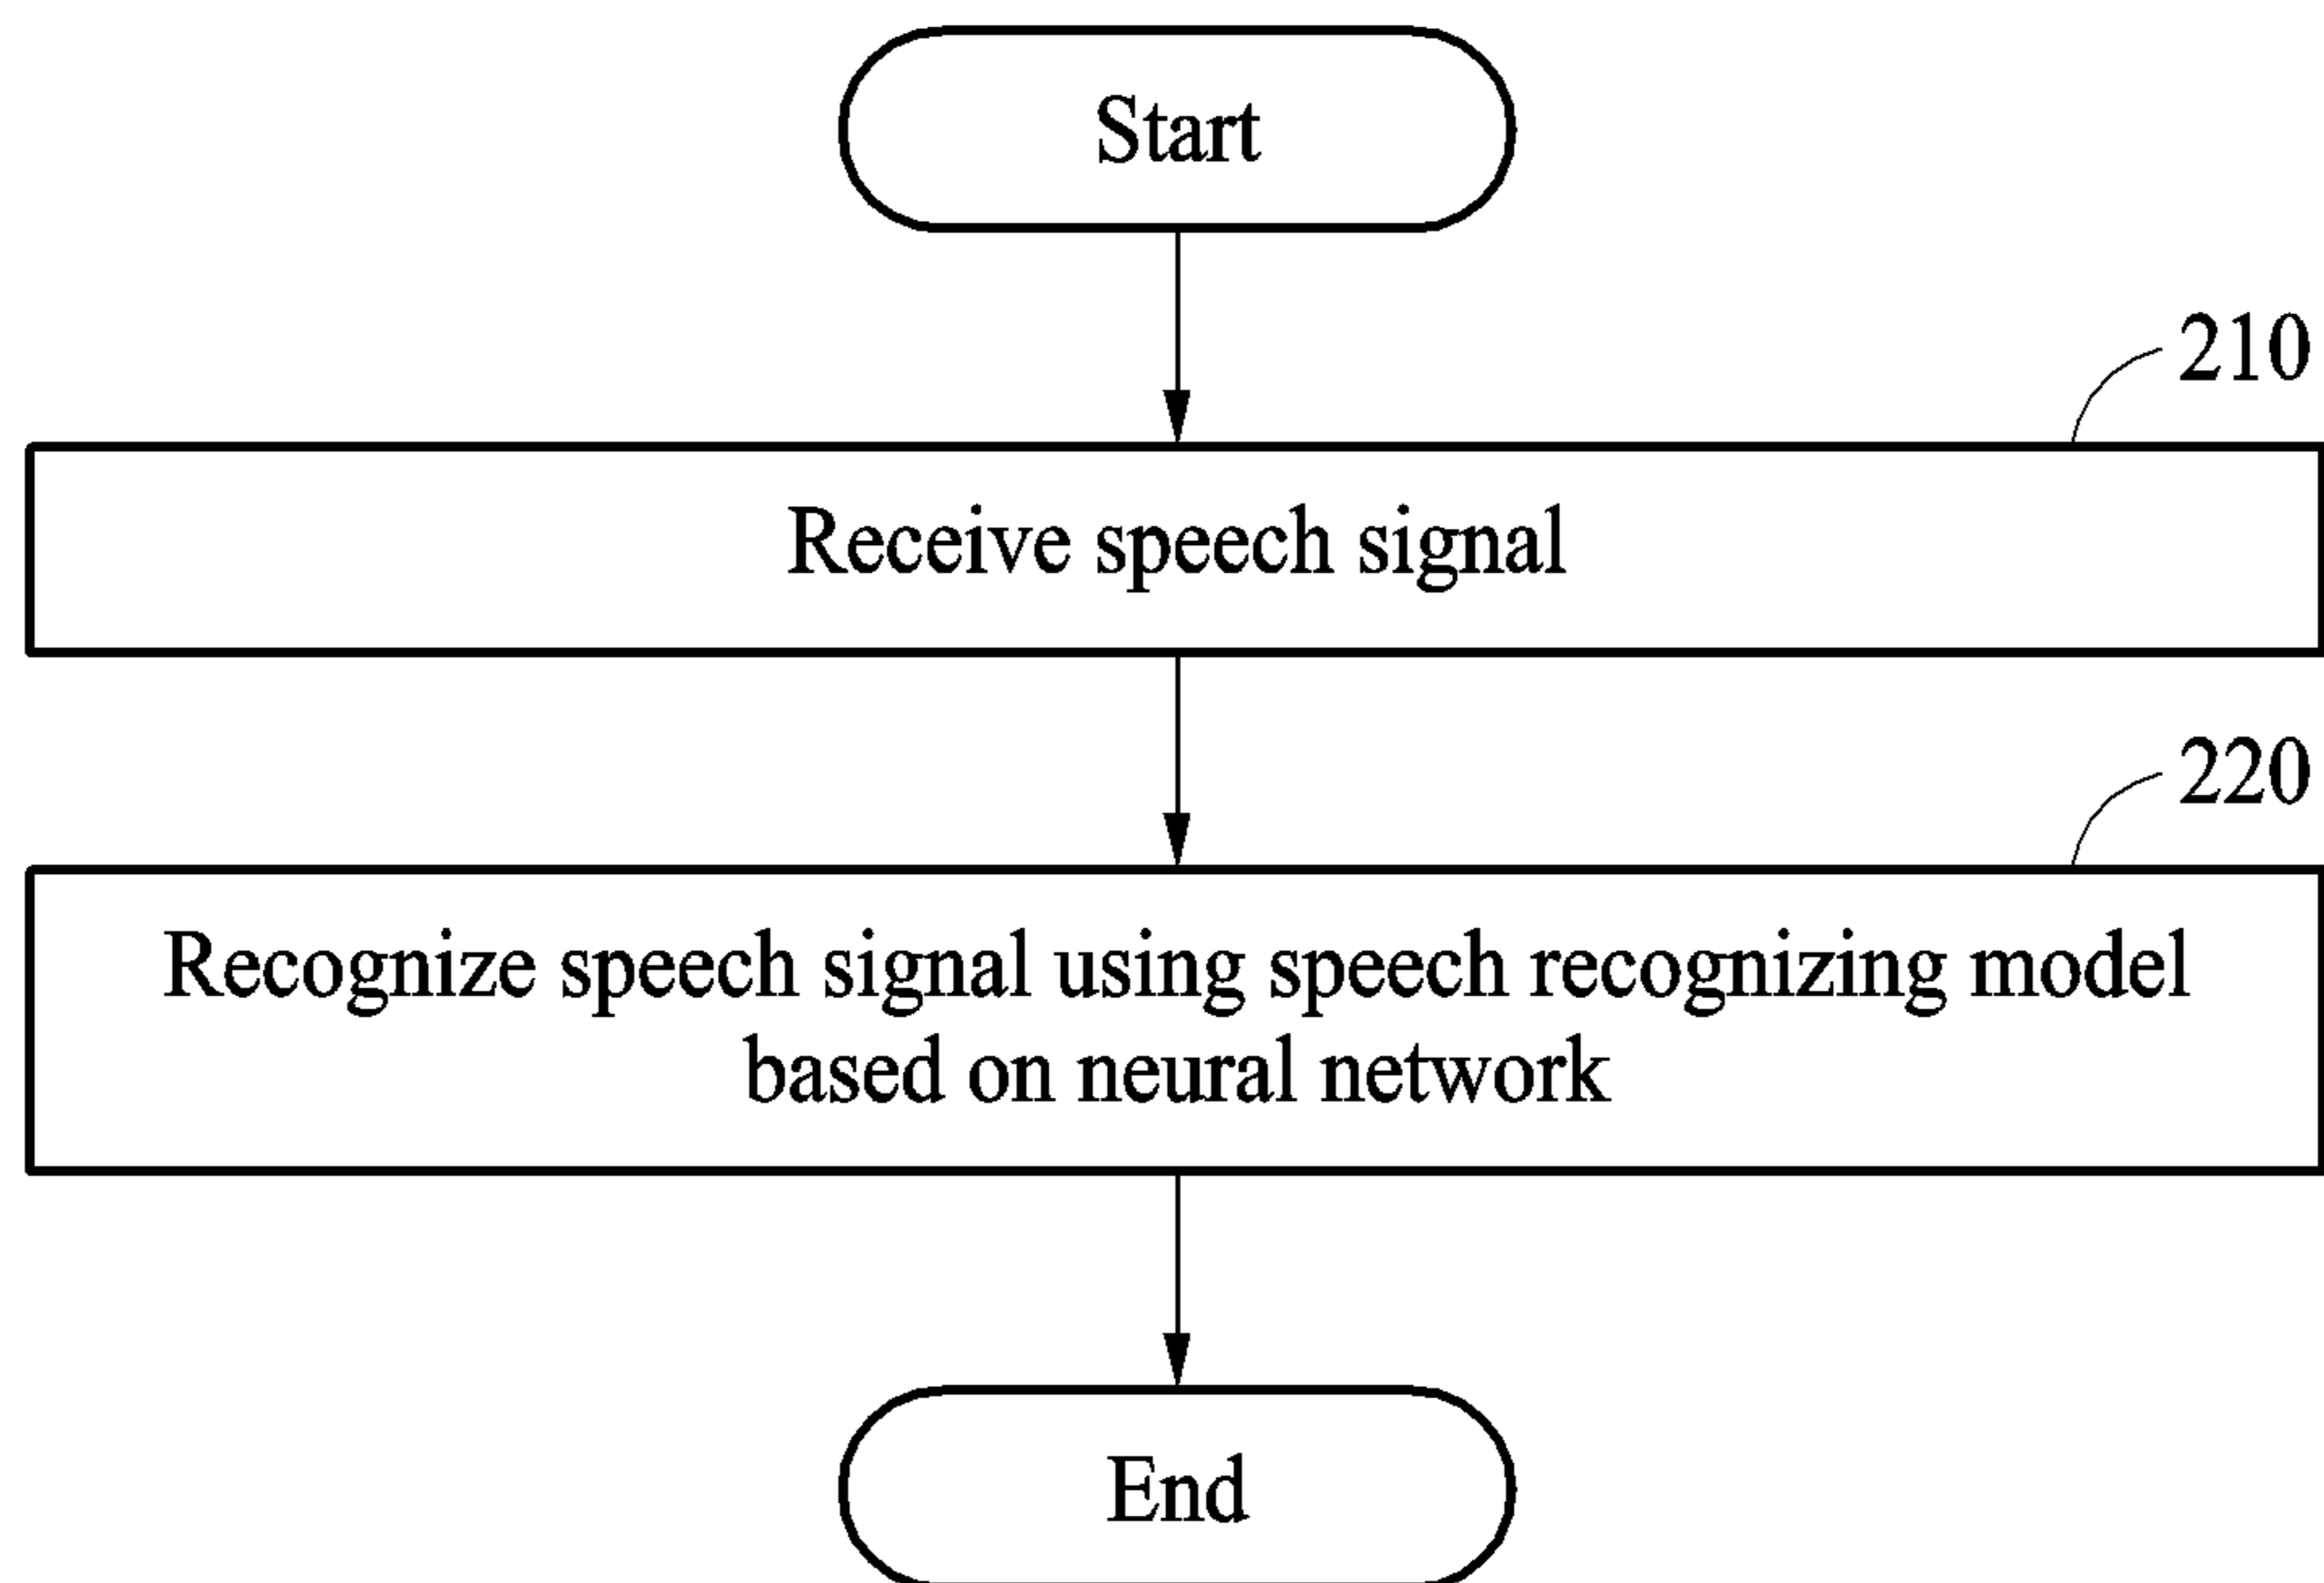 Start
210
Receive speech signal
220
Recognize speech signal using speech recognizing model
based on neural network
End